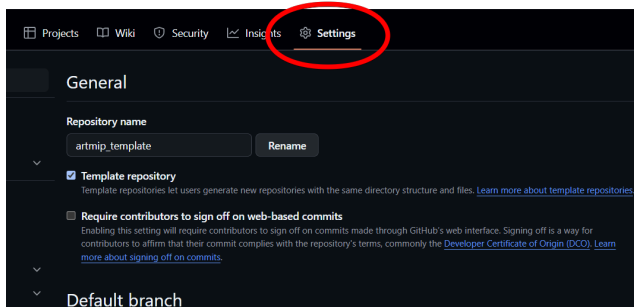 Projects Wiki Security Insights Settings
General
Repository name
artmip_template Rename
Template repository
Template repositories let users generate new repositories with the same directory structure and files. Learn more about template repositories.
Require contributors to sign off on web-based commits
Enabling this setting will require contributors to sign off on commits made through GitHub's web interface. Signing off is a way for
contributors to affirm that their commit complies with the repository's terms, commonly the Developer Certificate of Origin (DCO). Learn
more about signing off on commits.
Default branch